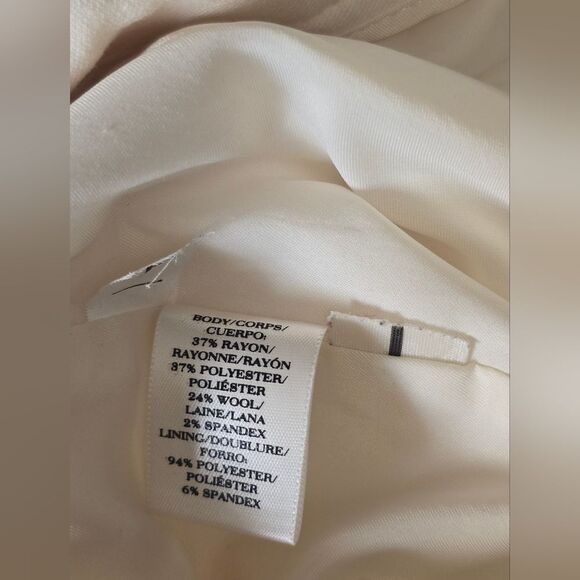 BODY/CORPS/
CUERPO:
37% RAYON/
RAYONNE/RAYÓN
37% POLYESTER/
POLIÉSTER
24% WOOL/
LAINE/LANA
2% SPANDEX
LINING/DOUBLURE/
FORRO:
94% POLYESTER/
POLIÉSTER
6% SPANDEX